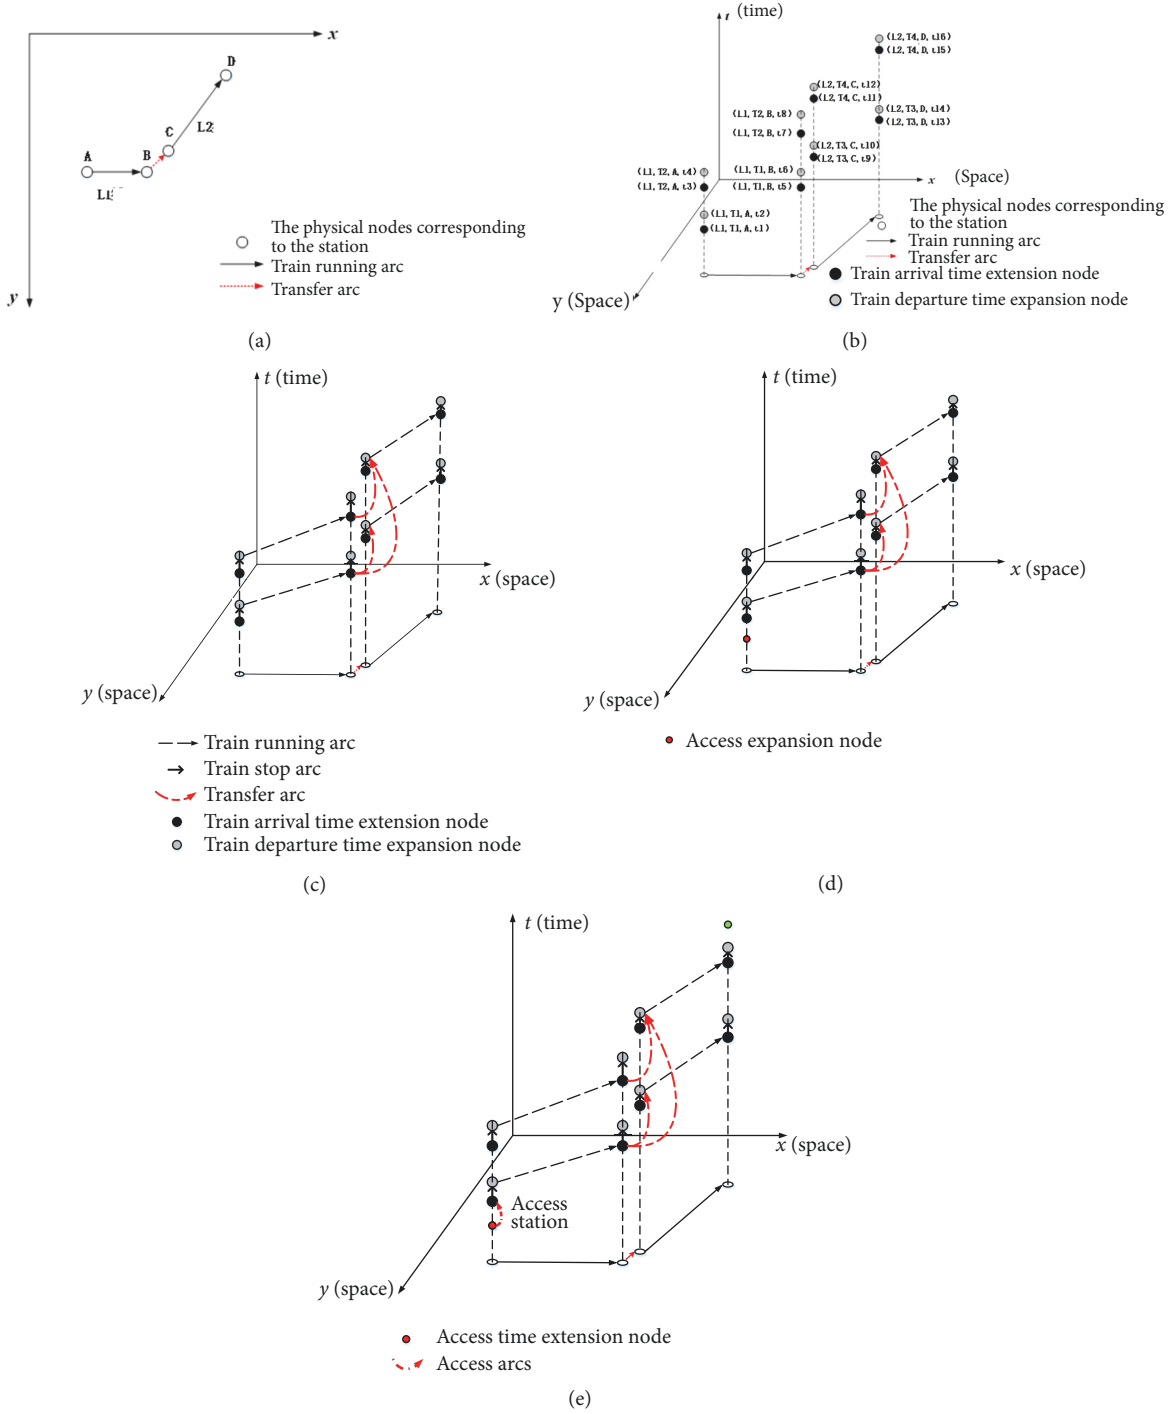 x
D
C
L2
A
B
L1
The physical nodes corresponding
to the station
Train running arc
Transfer arc
y
(a)
t (time)
(L2, T4, D, t16)
(L2, T4, D, t15)
(L2, T4, C, t12)
(L2, T4, C, t11)
(L1, T2, B, t8)
(L2, T3, D, t14)
(L2, T3, D, t13)
(L1, T2, B, t7)
(L2, T3, C, t10)
(L2, T3, C, t9)
(L1, T2, A, t4)
(L1, T1, B, t6)
(L1, T2, A, t3)
(L1, T1, B, t5)
x (Space)
(L1, T1, A, t2)
(L1, T1, A, t1)
The physical nodes corresponding
to the station
Train running arc
Transfer arc
Train arrival time extension node
Train departure time expansion node
y (Space)
(b)
t (time)
x (space)
y (space)
Train running arc
Train stop arc
Transfer arc
Train arrival time extension node
Train departure time expansion node
(c)
t (time)
x (space)
y (space)
Access expansion node
(d)
t (time)
x (space)
Access
station
y (space)
Access time extension node
Access arcs
(e)